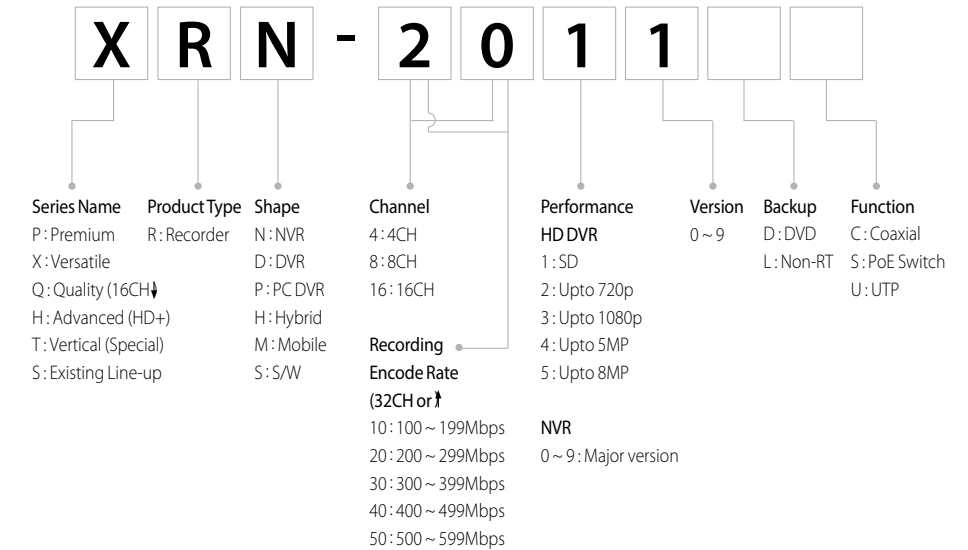 XRN-2011
Series Name
P : Premium
X : Versatile
Q : Quality (16CH
H : Advanced (HD+)
T : Vertical (Special)
S : Existing Line-up
Product Type
R : Recorder
Shape
N : NVR
D : DVR
P : PC DVR
H : Hybrid
M : Mobile
S : S/W
Channel
4 : 4CH
8 : 8CH
16 : 16CH
Recording
Encode Rate
(32CH or
10 : 100 ~ 199Mbps
20 : 200 ~ 299Mbps
30 : 300 ~ 399Mbps
40 : 400 ~ 499Mbps
50 : 500 ~ 599Mbps
Performance
HD DVR
1 : SD
2 : Upto 720p
3 : Upto 1080p
4 : Upto 5MP
5 : Upto 8MP
NVR
0 ~ 9 : Major version
Version
0 ~ 9
Backup
D : DVD
L : Non-RT
Function
C : Coaxial
S : PoE Switch
U : UTP